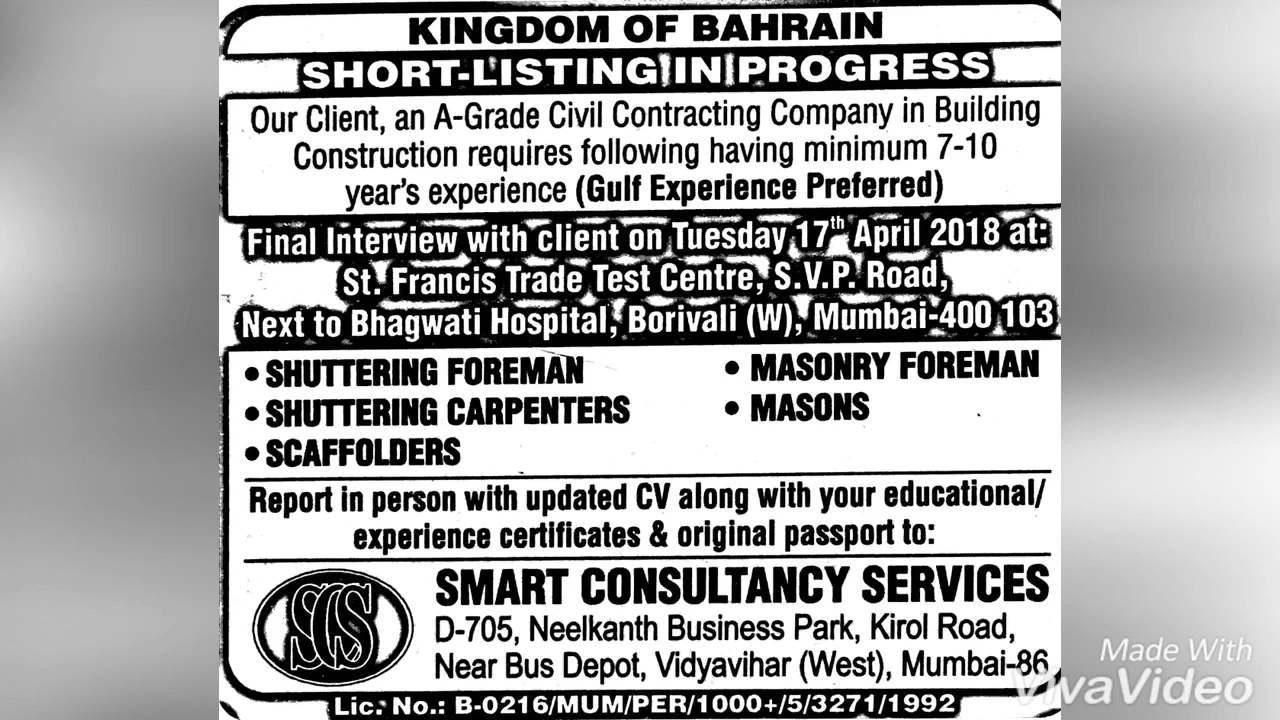 KINGDOM OF BAHRAIN
SHORT-LISTING IN PROGRESS
Our Client, an A-Grade Civil Contracting Company in Building
Construction requires following having minimum 7-10
year's experience (Gulf Experience Preferred)
Final Interview with client on Tuesday 17th April 2018 at:
St. Francis Trade Test Centre, S.V.P. Road,
Next to Bhagwati Hospital, Borivali (W), Mumbai-400 103
• SHUTTERING FOREMAN
• SHUTTERING CARPENTERS
• SCAFFOLDERS
• MASONRY FOREMAN
• MASONS
Report in person with updated CV along with your educational/
experience certificates & original passport to:
SCS
SMART CONSULTANCY SERVICES
D-705, Neelkanth Business Park, Kirol Road,
Near Bus Depot, Vidyavihar (West), Mumbai-86
Lic. No.: B-0216/MUM/PER/1000+/5/3271/1992
Made With
VivaVideo